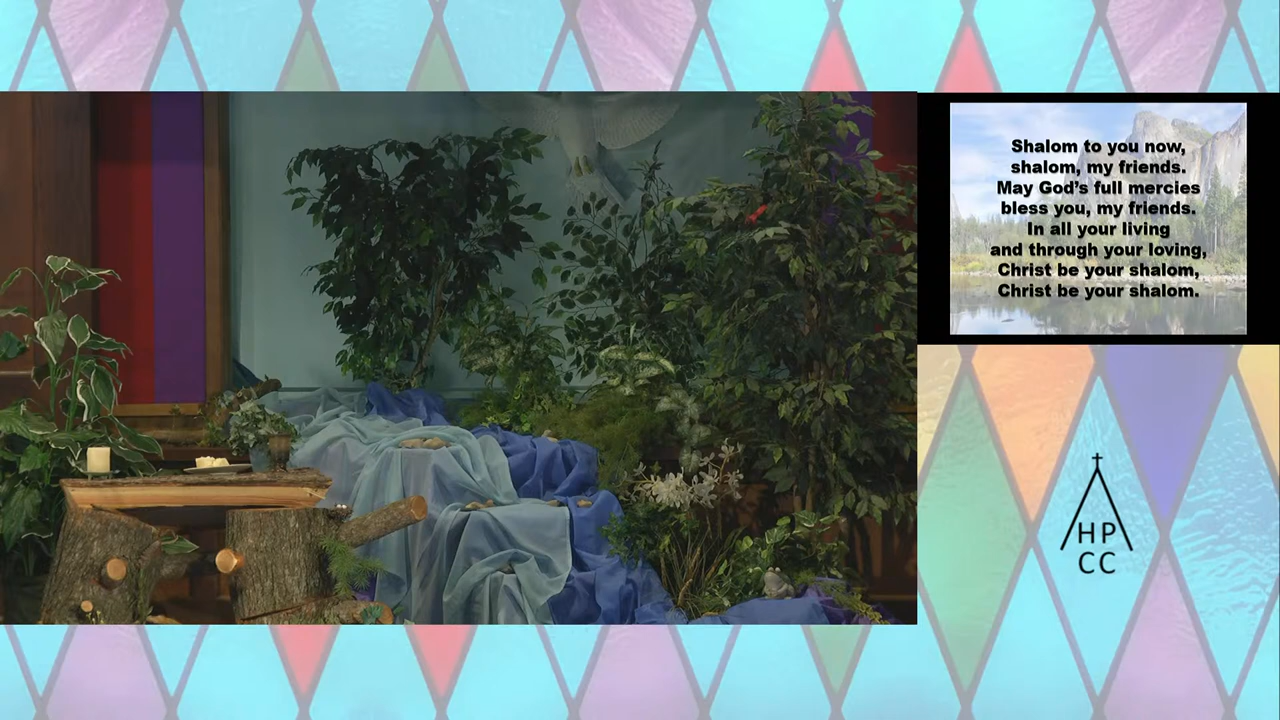 Shalom to you now,
shalom, my friends.
May God's full mercies
bless you, my friends.
In all your living
and through your loving,
Christ be your shalom,
Christ be your shalom.
HP
CC